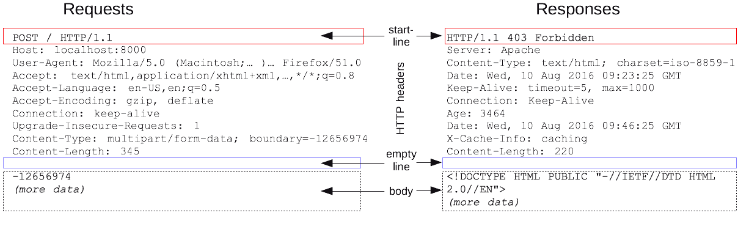 Requests
POST / HTTP/1.1
Host: localhost:8000
User-Agent: Mozilla/5.0 (Macintosh;… )… Firefox/51.0
Accept: text/html,application/xhtml+xml,…,*/*;q=0.8
Accept-Language: en-US,en;q=0.5
Accept-Encoding: gzip, deflate
Connection: keep-alive
Upgrade-Insecure-Requests: 1
Content-Type: multipart/form-data; boundary=-12656974
Content-Length: 345
-12656974
(more data)
start-
line
HTTP headers
empty
line
body
Responses
HTTP/1.1 403 Forbidden
Server: Apache
Content-Type: text/html; charset=iso-8859-1
Date: Wed, 10 Aug 2016 09:23:25 GMT
Keep-Alive: timeout=5, max=1000
Connection: Keep-Alive
Age: 3464
Date: Wed, 10 Aug 2016 09:46:25 GMT
X-Cache-Info: caching
Content-Length: 220
<!DOCTYPE HTML PUBLIC "-//IETF//DTD HTML
2.0//EN">
(more data)